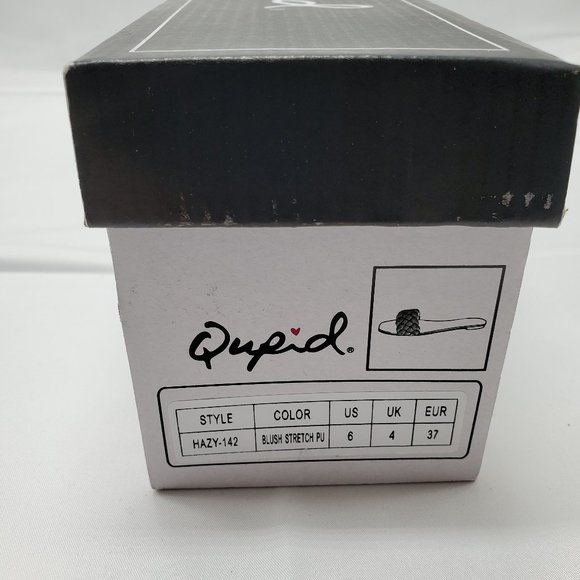 Qupid®
STYLE COLOR US UK EUR
HAZY-142 BLUSH STRETCH PU 6 4 37